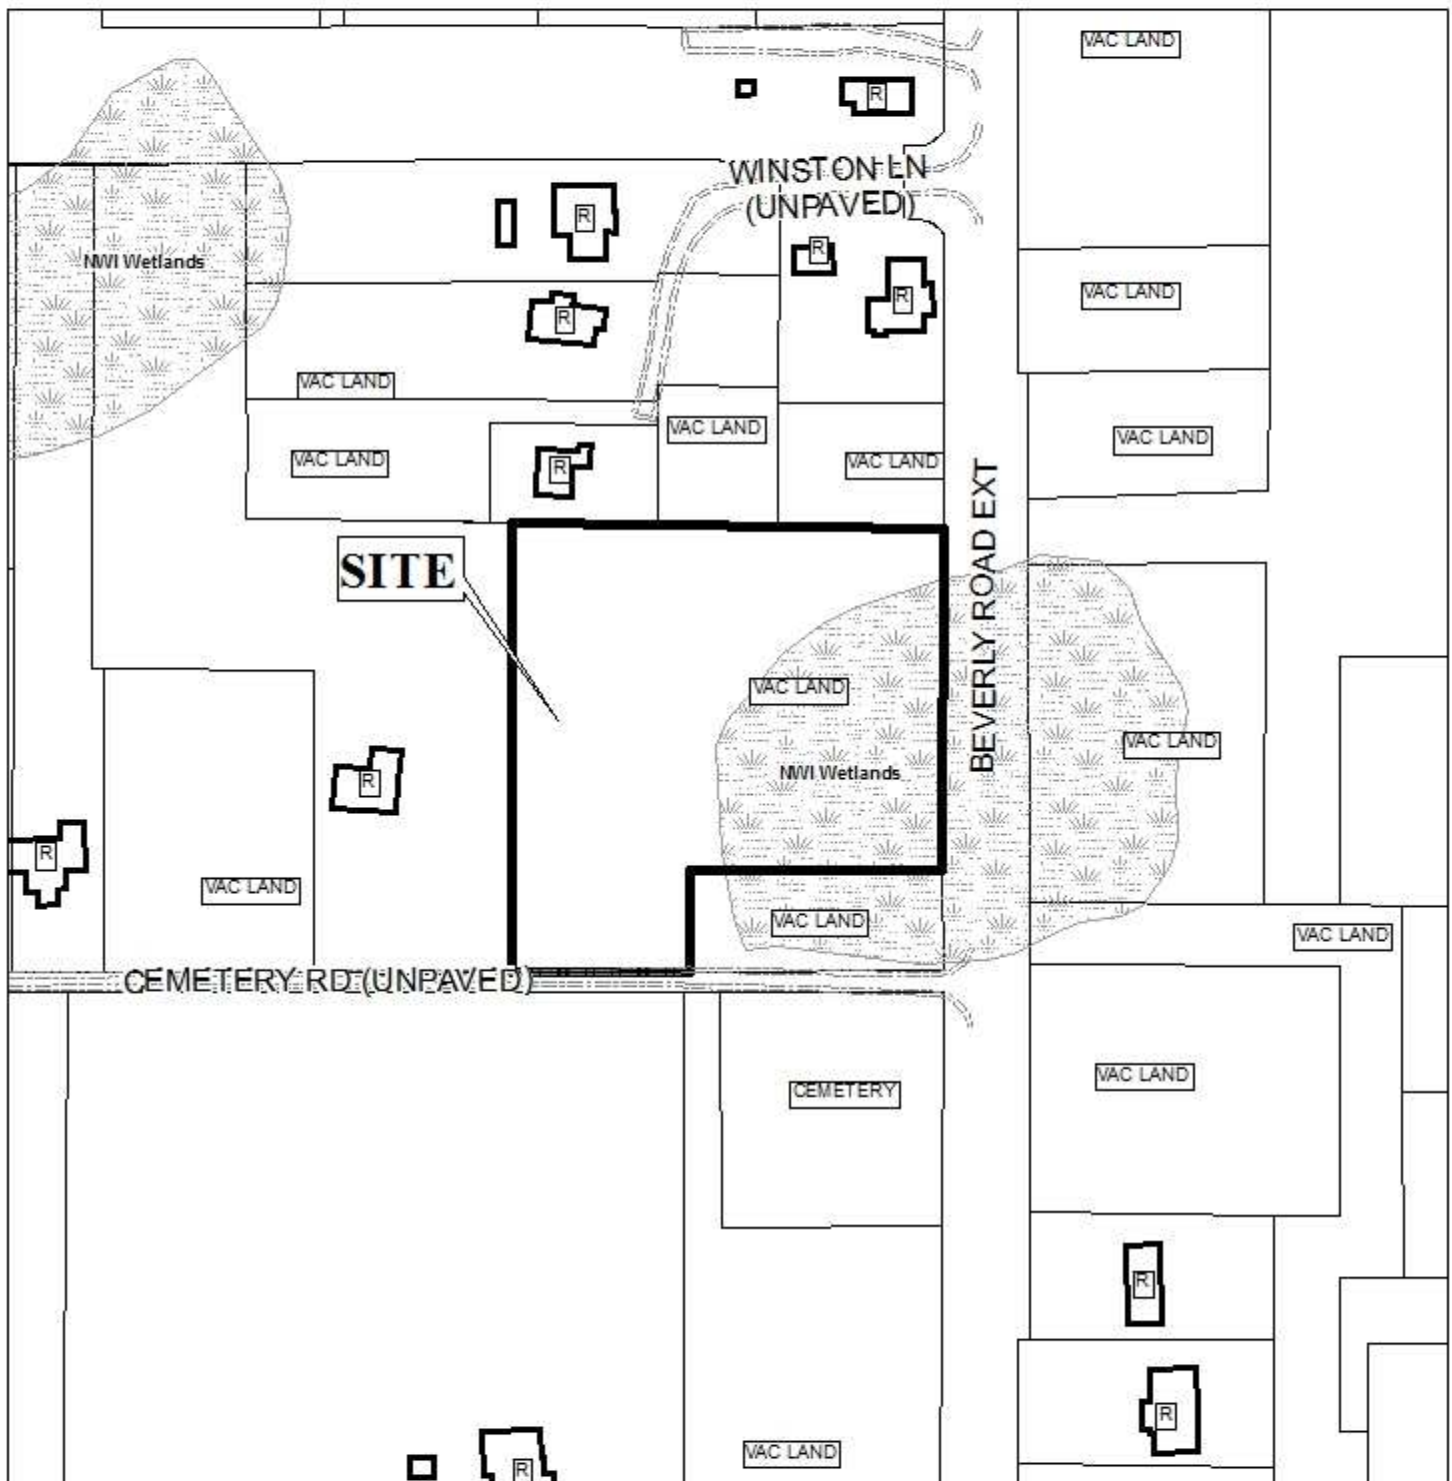 VAC LAND
R
WINSTON LN
(UNPAVED)
R
R
NWI Wetlands
R
VAC LAND
R
VAC LAND
VAC LAND
VAC LAND
VAC LAND
VAC LAND
R
SITE
BEVERLY ROAD EXT
VAC LAND
VAC LAND
NWI Wetlands
R
R
VAC LAND
VAC LAND
VAC LAND
CEMETERY RD (UNPAVED)
VAC LAND
CEMETERY
R
R
VAC LAND
R